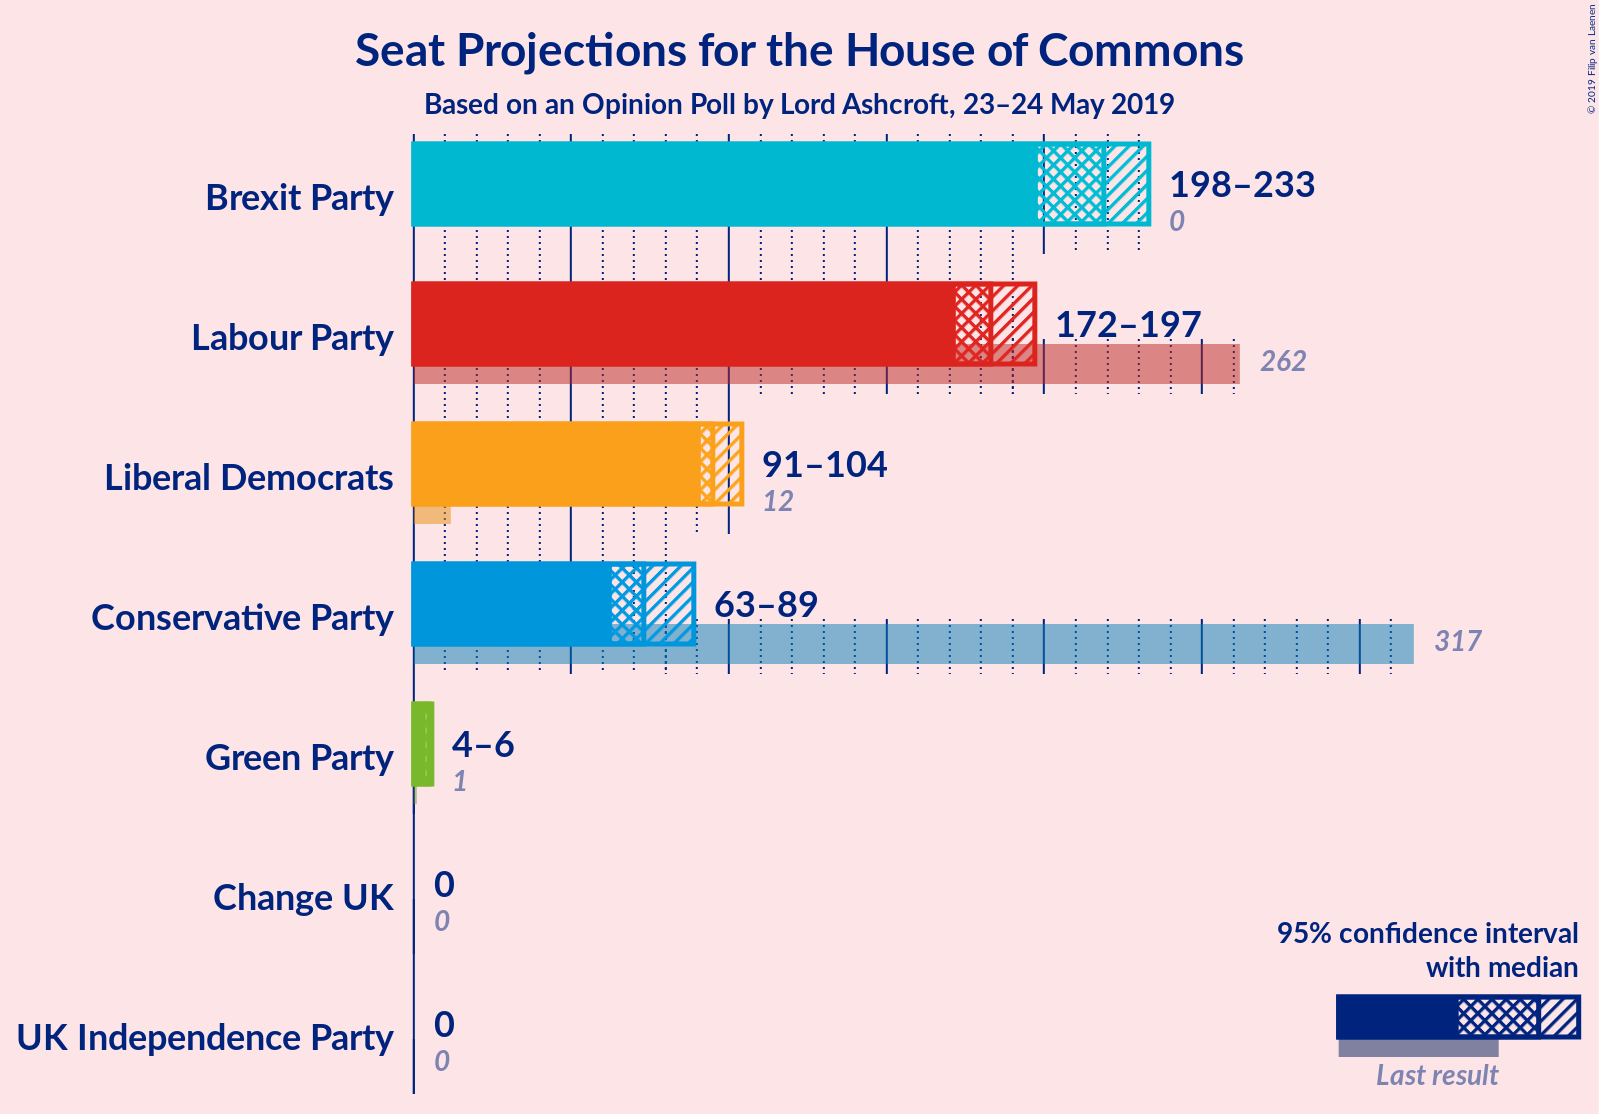 Seat Projections for the House of Commons
Based on an Opinion Poll by Lord Ashcroft, 23–24 May 2019
© 2019 Filip van Laenen
Brexit Party
198–233
0
Labour Party
172–197
262
Liberal Democrats
91–104
12
Conservative Party
63–89
317
Green Party
4–6
1
Change UK
0
0
UK Independence Party
0
0
95% confidence interval
with median
Last result